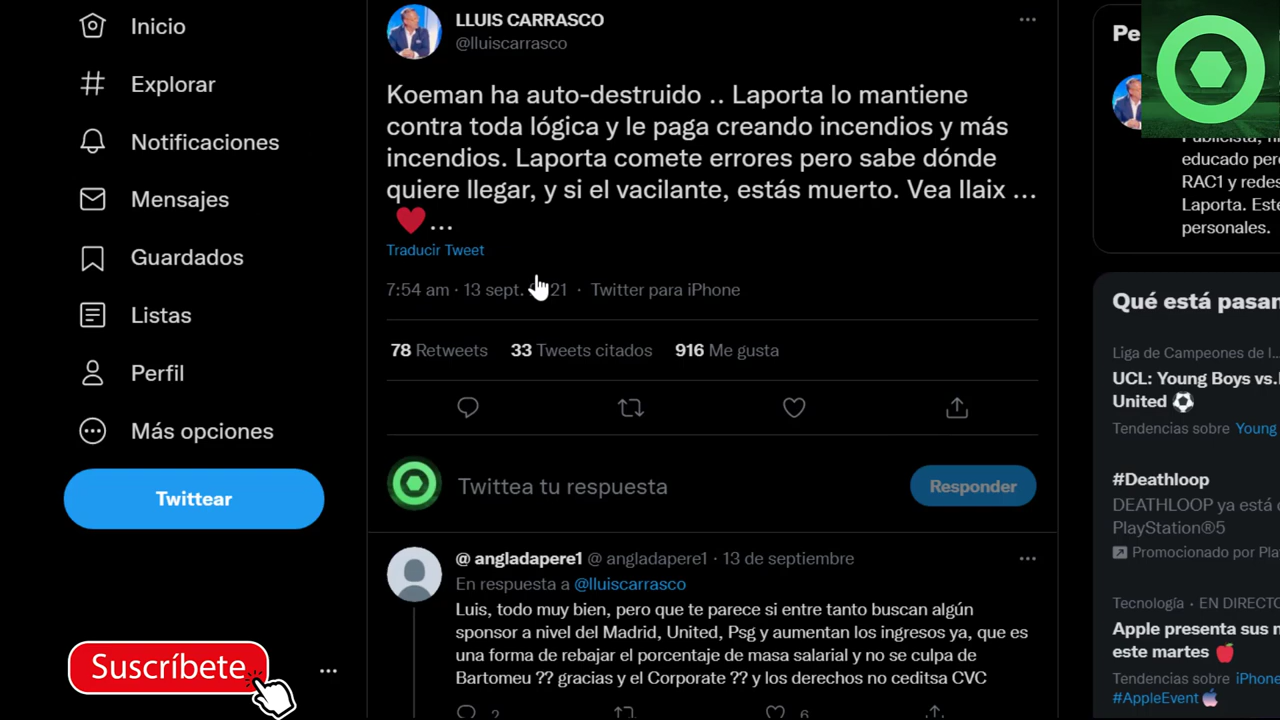 Inicio
Explorar
Notificaciones
Mensajes
Guardados
Listas
Perfil
Más opciones
Twittear
Suscríbete
LLUIS CARRASCO
@lluiscarrasco
Koeman ha auto-destruido .. Laporta lo mantiene
contra toda lógica y le paga creando incendios y más
incendios. Laporta comete errores pero sabe dónde
quiere llegar, y si el vacilante, estás muerto. Vea llaix ...
♥️...
Traducir Tweet
7:54 am · 13 sept. 21 · Twitter para iPhone
78 Retweets 33 Tweets citados 916 Me gusta
Twittea tu respuesta
Responder
@ angladapere1 @ angladapere1 · 13 de septiembre
En respuesta a @lluiscarrasco
Luis, todo muy bien, pero que te parece si entre tanto buscan algún
sponsor a nivel del Madrid, United, Psg y aumentan los ingresos ya, que es
una forma de rebajar el porcentaje de masa salarial y no se culpa de
Bartomeu ?? gracias y el Corporate ?? y los derechos no ceditsa CVC
2 6
Pe
educado per
RAC1 y redes
Laporta. Este
personales.
Qué está pasan
Liga de Campeones de l...
UCL: Young Boys vs.
United ⚽
Tendencias sobre Young
#Deathloop
DEATHLOOP ya está
PlayStation®5
Promocionado por Pla
Tecnología · EN DIRECTO
Apple presenta sus n
este martes 🍎
Tendencias sobre iPhone
#AppleEvent